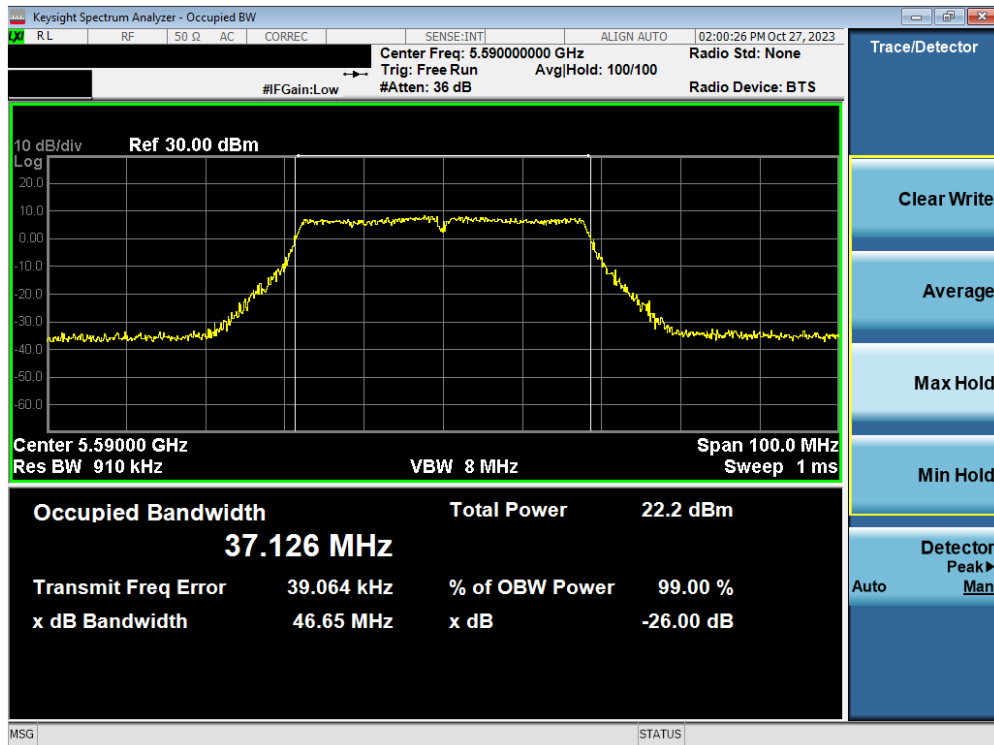 Keysight Spectrum Analyzer - Occupied BW
LXI RL RF 50 Ω AC CORREC SENSE:INT ALIGN AUTO 02:00:26 PM Oct 27, 2023
Center Freq: 5.590000000 GHz Radio Std: None
Trig: Free Run Avg|Hold: 100/100
#IFGain:Low #Atten: 36 dB Radio Device: BTS
10 dB/div Ref 30.00 dBm
Log
20.0
10.0
0.00
-10.0
-20.0
-30.0
-40.0
-50.0
-60.0
Center 5.59000 GHz Span 100.0 MHz
Res BW 910 kHz VBW 8 MHz Sweep 1 ms
Occupied Bandwidth Total Power 22.2 dBm
37.126 MHz
Transmit Freq Error 39.064 kHz % of OBW Power 99.00 %
x dB Bandwidth 46.65 MHz x dB -26.00 dB
MSG STATUS
Trace/Detector
Clear Write
Average
Max Hold
Min Hold
Detector
Peak▶
Auto Man